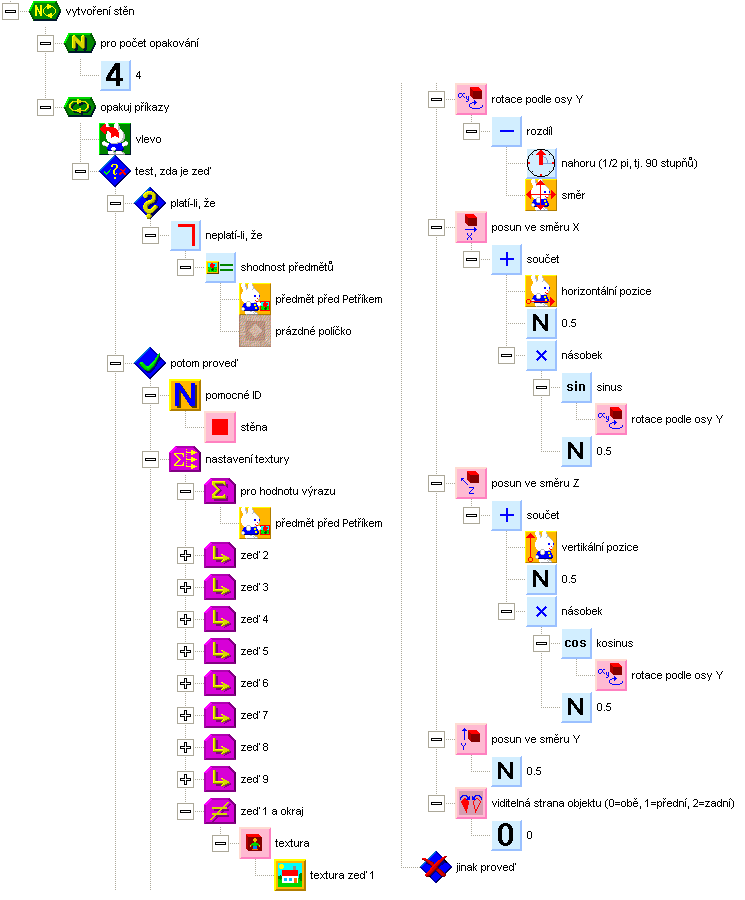 N vytvoření stěn
N pro počet opakování
4 4
opakuj příkazy
vlevo
test, zda je zeď
platí-li, že
neplatí-li, že
shodnost předmětů
předmět před Petříkem
prázdné políčko
potom proveď
N pomocné ID
stěna
Σ nastavení textury
Σ pro hodnotu výrazu
předmět před Petříkem
zeď 2
zeď 3
zeď 4
zeď 5
zeď 6
zeď 7
zeď 8
zeď 9
zeď 1 a okraj
textura
textura zeď 1
αy rotace podle osy Y
rozdíl
nahoru (1/2 pi, tj. 90 stupňů)
směr
X posun ve směru X
+ součet
horizontální pozice
N 0.5
× násobek
sin sinus
αy rotace podle osy Y
N 0.5
Z posun ve směru Z
+ součet
vertikální pozice
N 0.5
× násobek
cos kosinus
αy rotace podle osy Y
N 0.5
Y posun ve směru Y
N 0.5
viditelná strana objektu (0=obě, 1=přední, 2=zadní)
0 0
jinak proveď